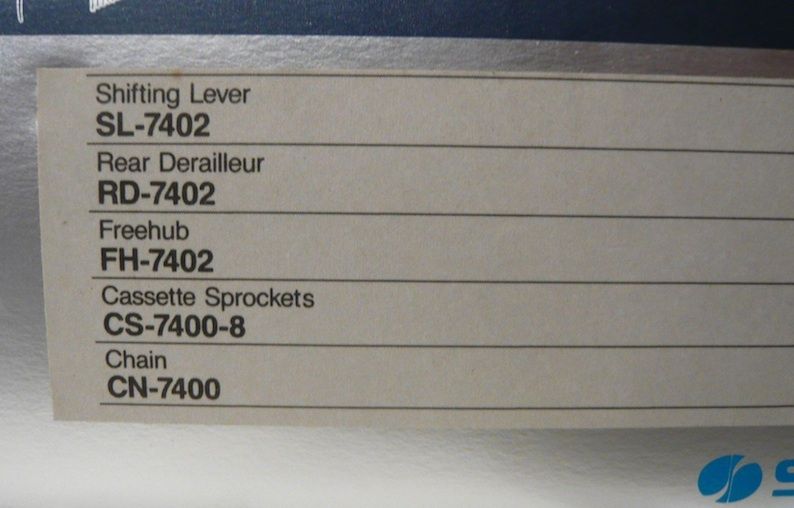 Shifting Lever
SL-7402
Rear Derailleur
RD-7402
Freehub
FH-7402
Cassette Sprockets
CS-7400-8
Chain
CN-7400
S